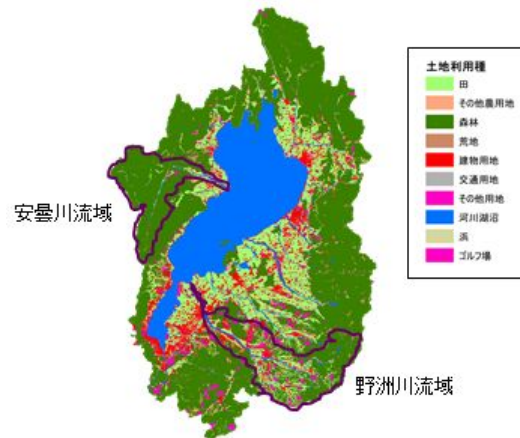 土地利用種
田
その他農用地
森林
荒地
建物用地
交通用地
その他用地
河川湖沼
浜
ゴルフ場
安曇川流域
野洲川流域